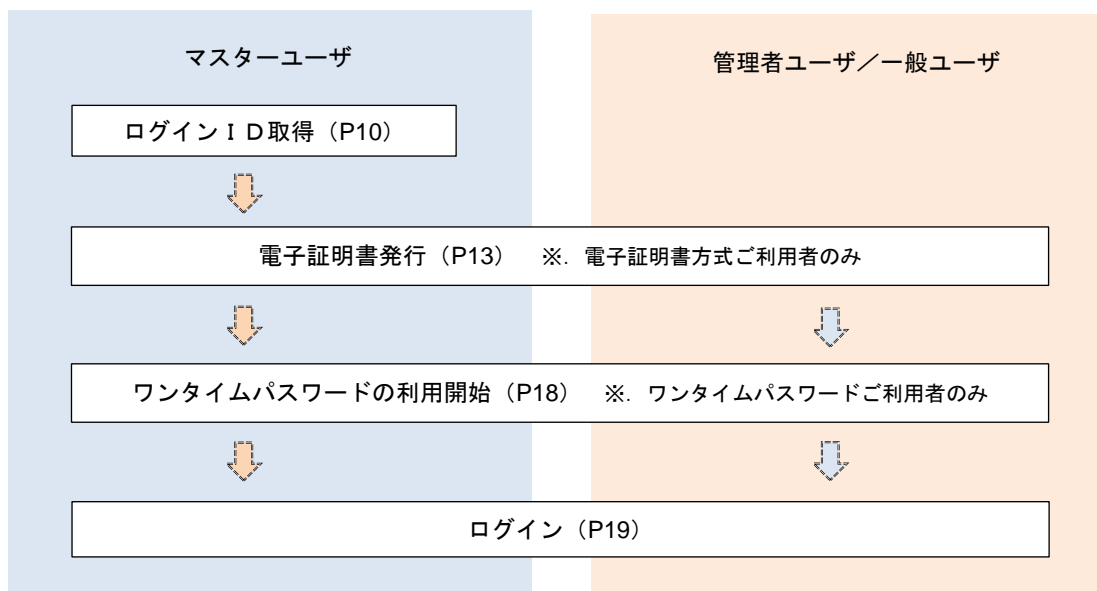 マスターユーザ
管理者ユーザ／一般ユーザ
ログインＩＤ取得（P10）
電子証明書発行（P13）　※．電子証明書方式ご利用者のみ
ワンタイムパスワードの利用開始（P18）　※．ワンタイムパスワードご利用者のみ
ログイン（P19）